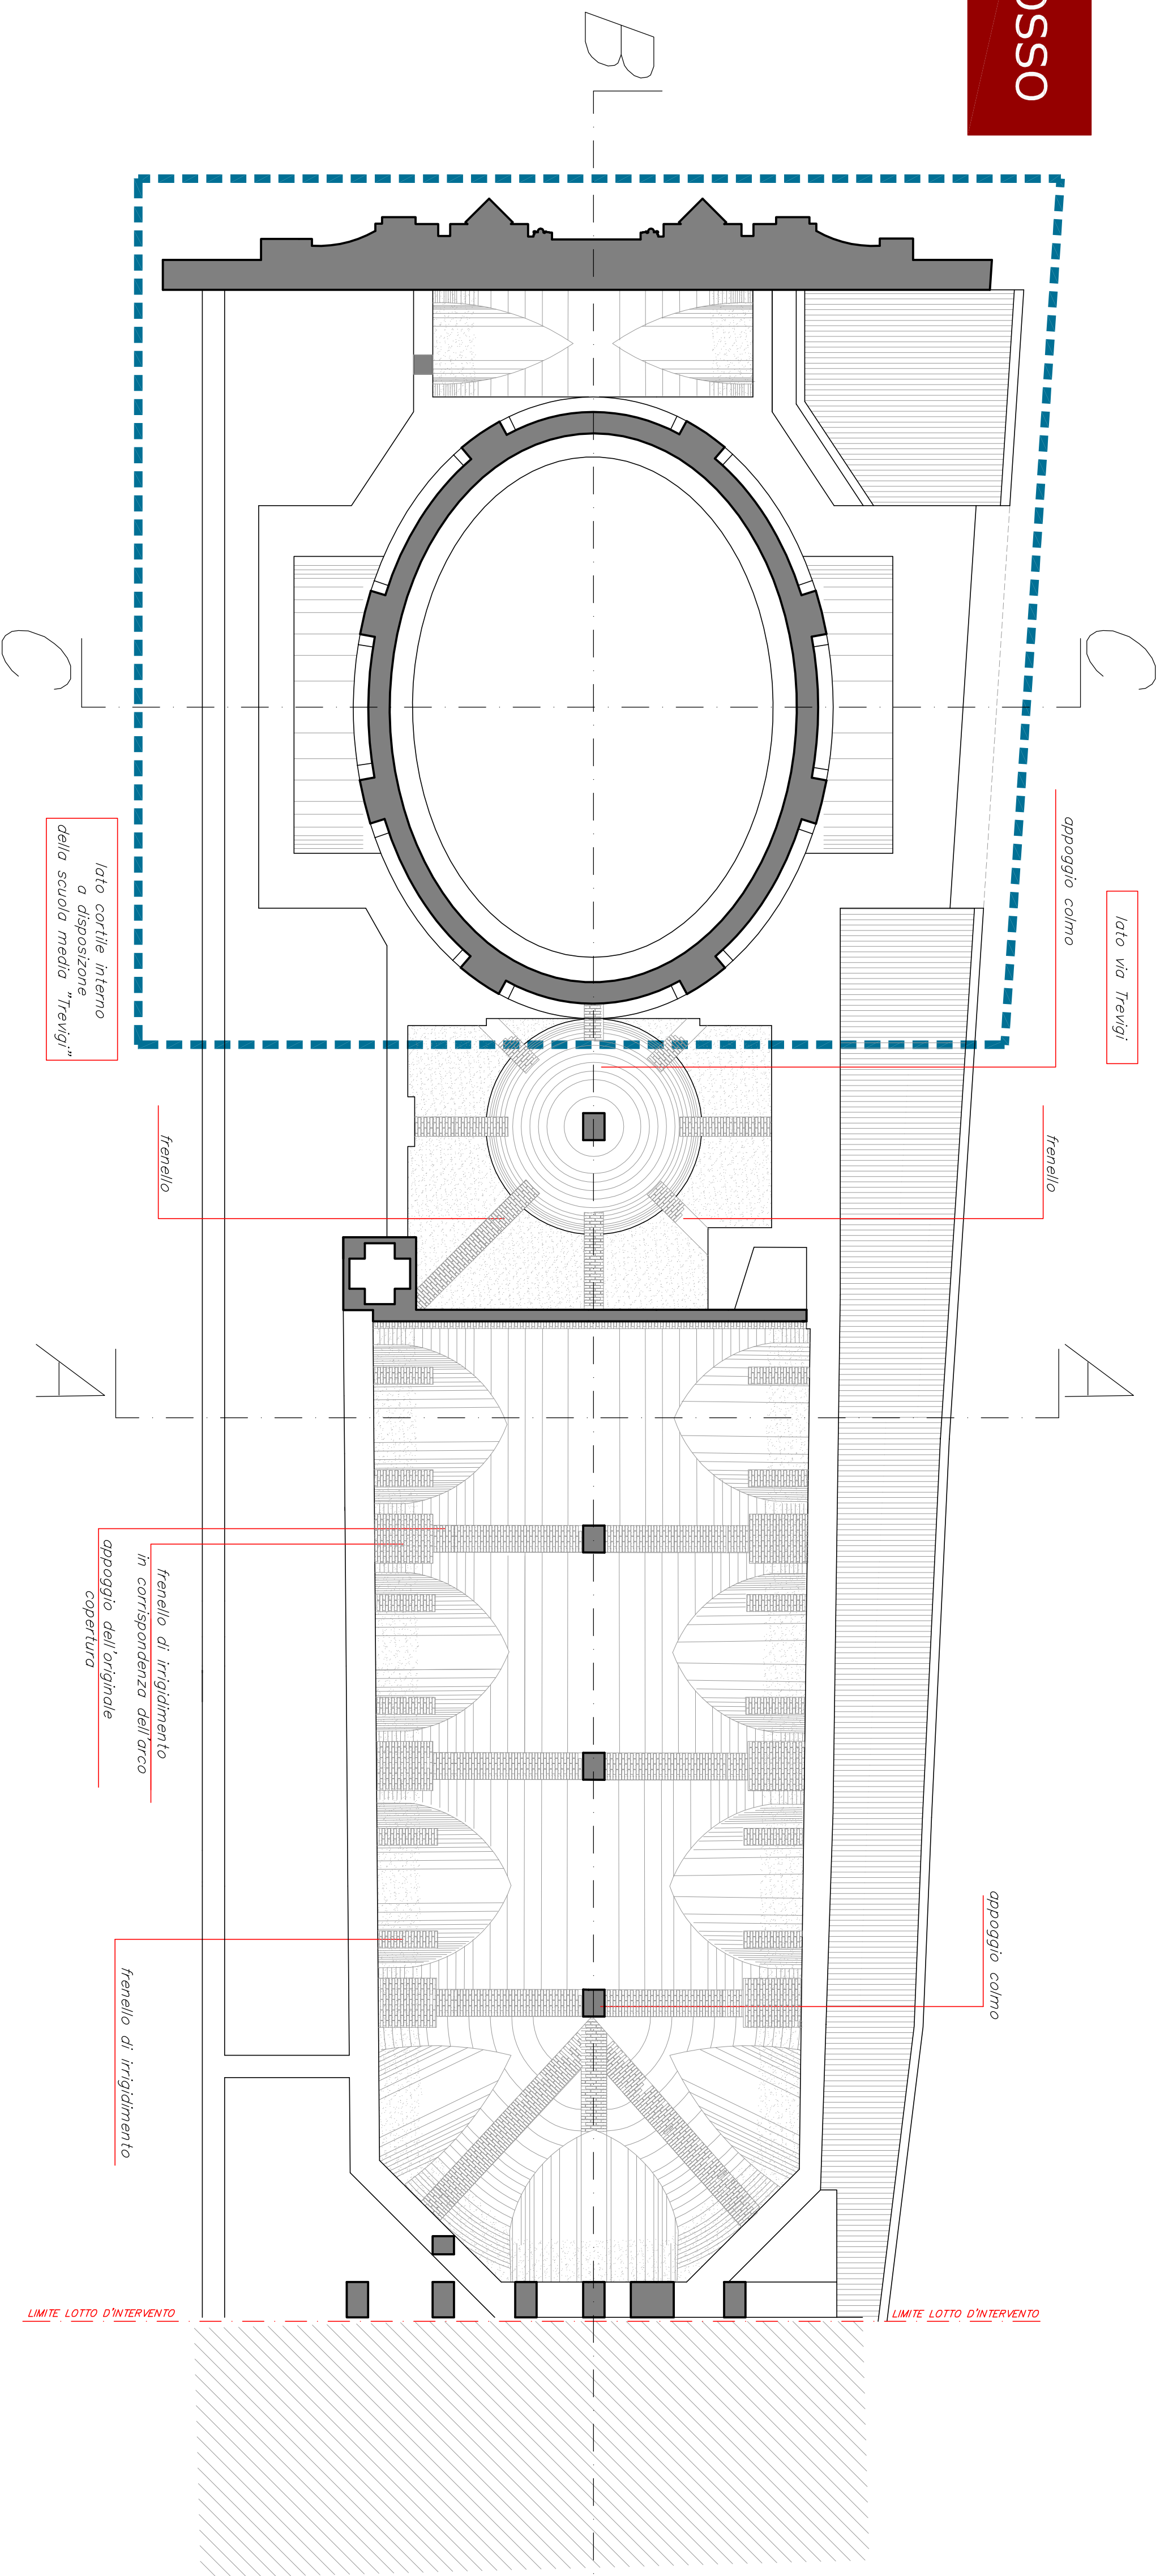 OSSO
B
C
C
appoggio colmo
lato via Trevigi
lato cortile interno
a disposizone
della scuola media "Trevigi"
frenello
frenello
A
A
frenello di irrigidimento
in corrispondenza dell'arco
appoggio dell'originale
copertura
appoggio colmo
frenello di irrigidimento
LIMITE LOTTO D'INTERVENTO
LIMITE LOTTO D'INTERVENTO